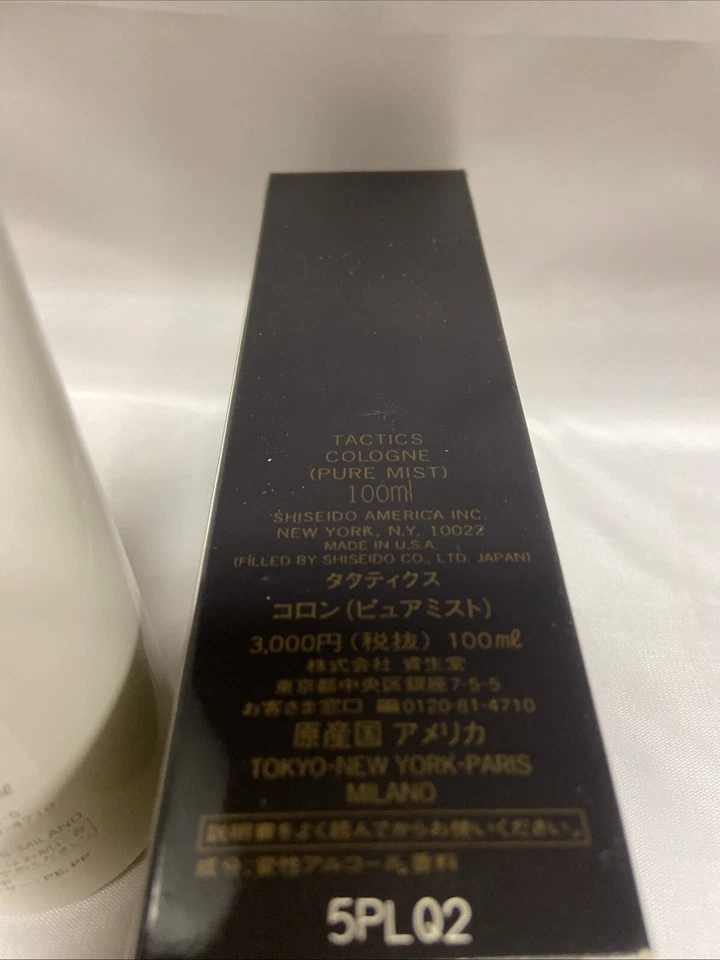 TACTICS
COLOGNE
(PURE MIST)
100ml
SHISEIDO AMERICA INC.
NEW YORK, N.Y. 10022
MADE IN U.S.A.
(FILLED BY SHISEIDO CO., LTD. JAPAN)
タクティクス
コロン(ピュアミスト)
3,000円(税抜) 100mℓ
株式会社 資生堂
東京都中央区銀座7-5-5
お客さま窓口 0120-81-4710
原産国 アメリカ
TOKYO-NEW YORK-PARIS
MILANO
説明書をよく読んでからお使いください。
成分:変性アルコール,香料
5PLQ2
MILANO
PE,PP